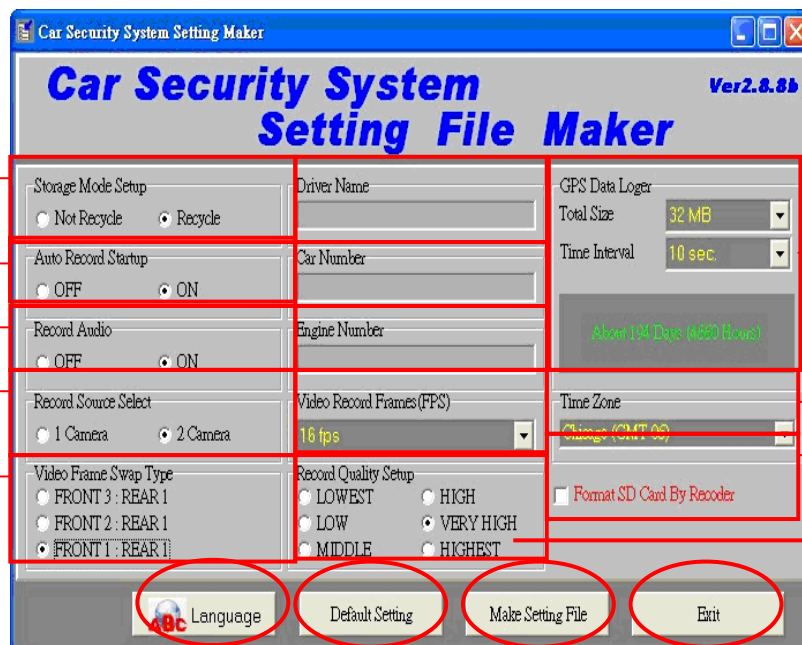 Car Security System Setting Maker
Car Security System
Ver2.8.8b
Setting File Maker
Storage Mode Setup
Not Recycle
Recycle
Driver Name
GPS Data Loger
Total Size
32 MB
Time Interval
10 sec.
Auto Record Startup
OFF
ON
Car Number
About 194 Days (4660 Hours)
Record Audio
OFF
ON
Engine Number
Record Source Select
1 Camera
2 Camera
Video Record Frames(FPS)
16 fps
Time Zone
Chicago (GMT-06)
Video Frame Swap Type
FRONT 3 : REAR 1
FRONT 2 : REAR 1
FRONT 1 : REAR 1
Record Quality Setup
LOWEST
HIGH
LOW
VERY HIGH
MIDDLE
HIGHEST
Format SD Card By Recoder
ABC
Language
Default Setting
Make Setting File
Exit